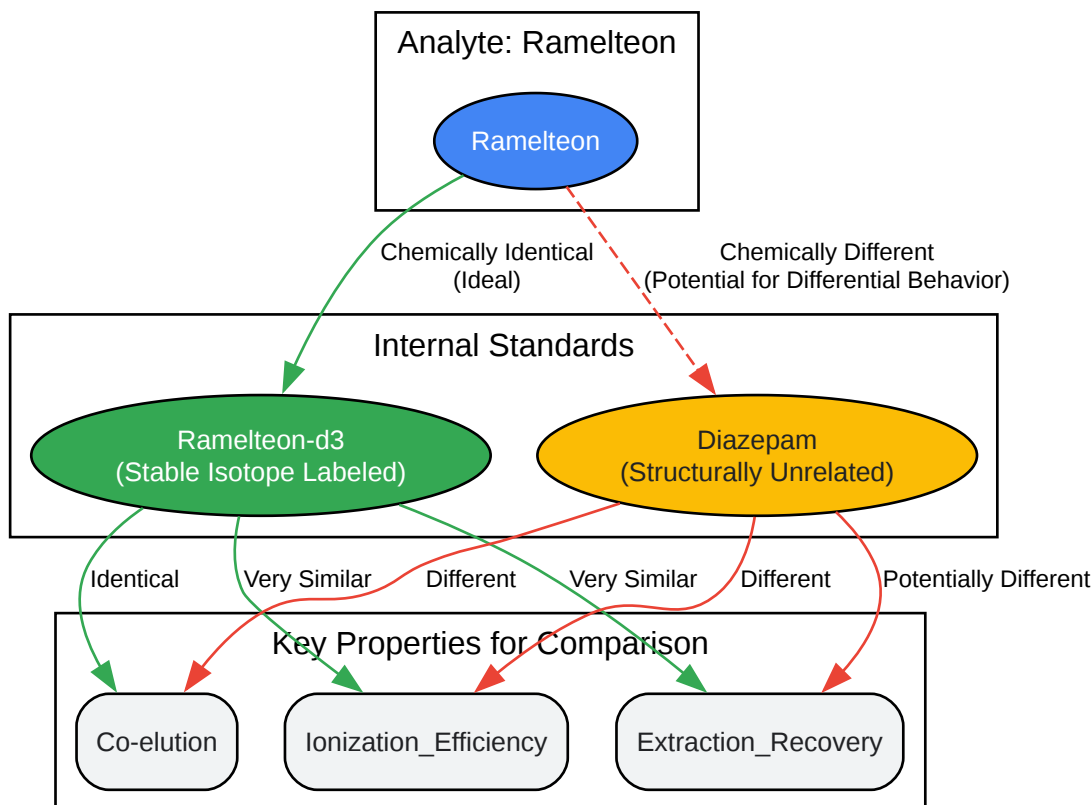 Analyte: Ramelteon
Ramelteon
Chemically Identical
(Ideal)
Chemically Different
(Potential for Differential Behavior)
Internal Standards
Ramelteon-d3
(Stable Isotope Labeled)
Diazepam
(Structurally Unrelated)
Identical
Very Similar
Different
Very Similar
Different
Potentially Different
Key Properties for Comparison
Co-elution
Ionization_Efficiency
Extraction_Recovery